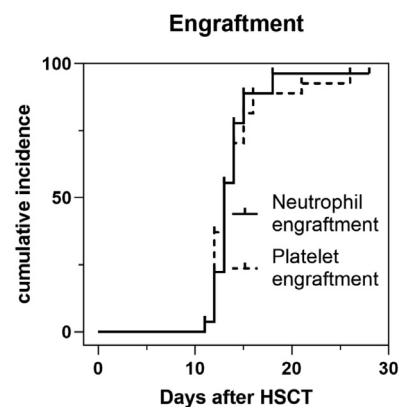 Engraftment
cumulative incidence
100
50
0
Neutrophil
engraftment
Platelet
engraftment
0
10
20
30
Days after HSCT